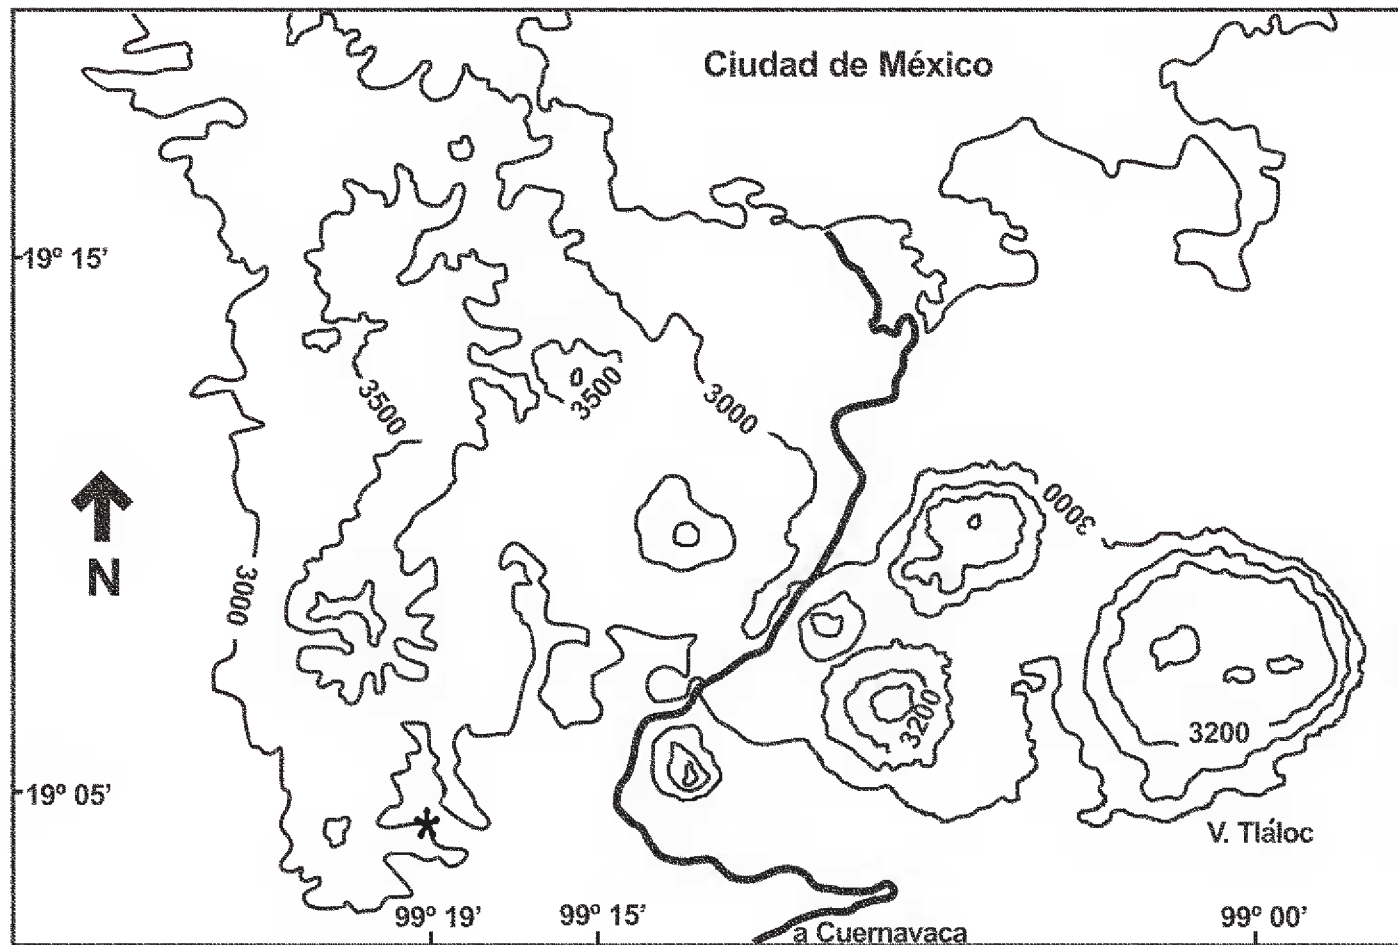 Ciudad de México
19º 15’
3500
3500
3000
3000
N
3000
3200
3200
19º 05’
V. Tláloc
99º 19’
99º 15’
99º 00’
a Cuernavaca